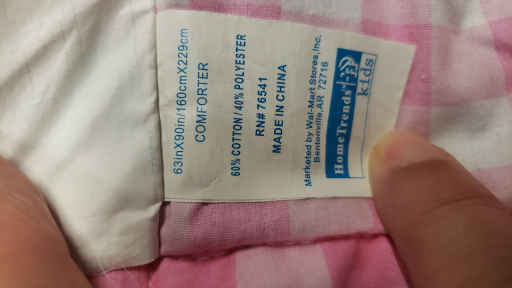 63inX90in/160cmX229cm
COMFORTER
60% COTTON/40% POLYESTER
RN# 76541
MADE IN CHINA
Marketed by Wal-Mart Stores,Inc.
Bentonville,AR 72716
HomeTrends
kids